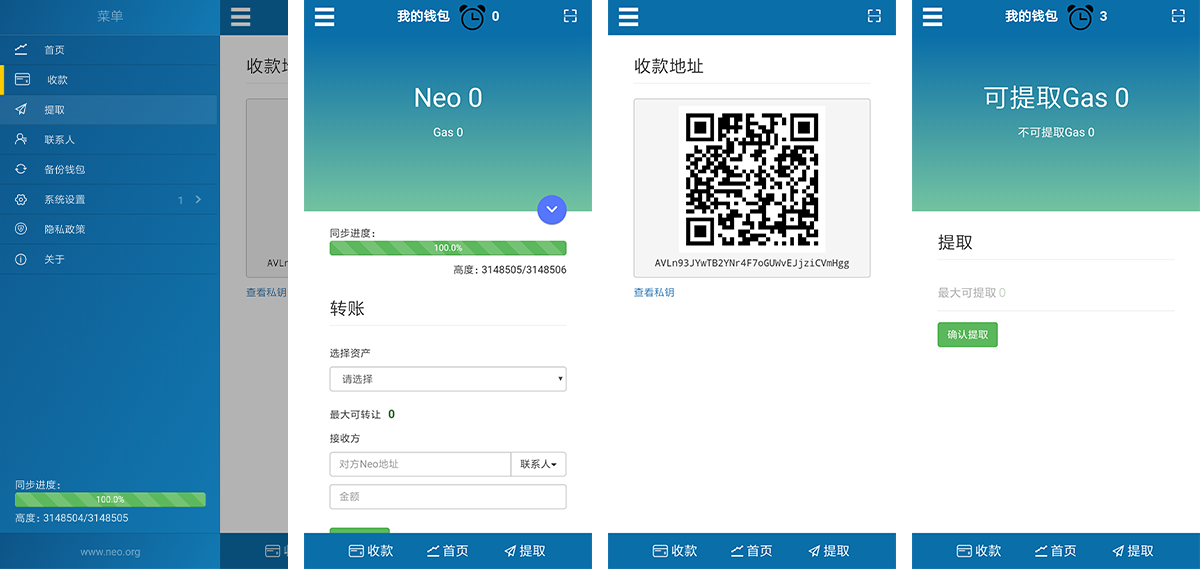 菜单
首页
收款
提取
联系人
备份钱包
系统设置 1
隐私政策
关于
同步进度:
100.0%
高度: 3148504/3148505
www.neo.org
收款地
AVLn
查看私钥
收
我的钱包 0
Neo 0
Gas 0
同步进度:
100.0%
高度: 3148505/3148506
转账
选择资产
请选择
最大可转让 0
接收方
对方Neo地址 联系人
金额
收款 首页 提取
收款地址
AVLn93JYwTB2YNr4F7oGUWvEJjziCVmHgg
查看私钥
收款 首页 提取
我的钱包 3
可提取Gas 0
不可提取Gas 0
提取
最大可提取 0
确认提取
收款 首页 提取